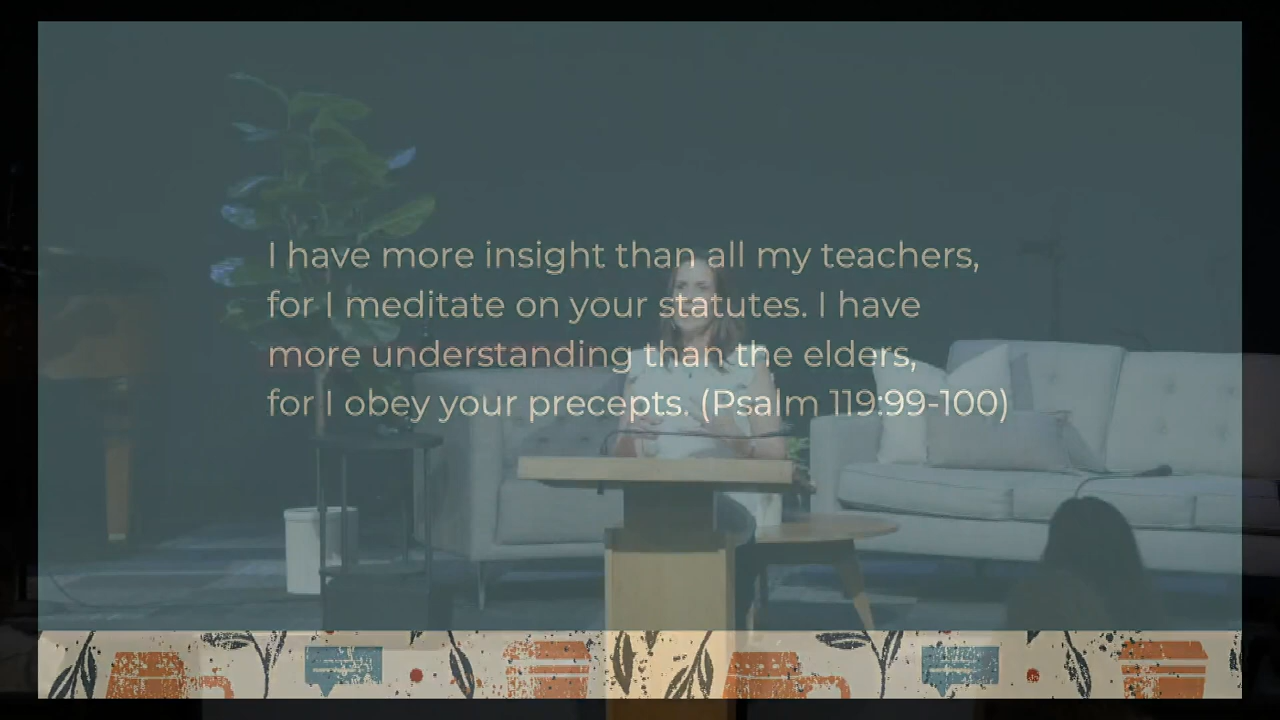 I have more insight than all my teachers,
for I meditate on your statutes. I have
more understanding than the elders,
for I obey your precepts. (Psalm 119:99-100)